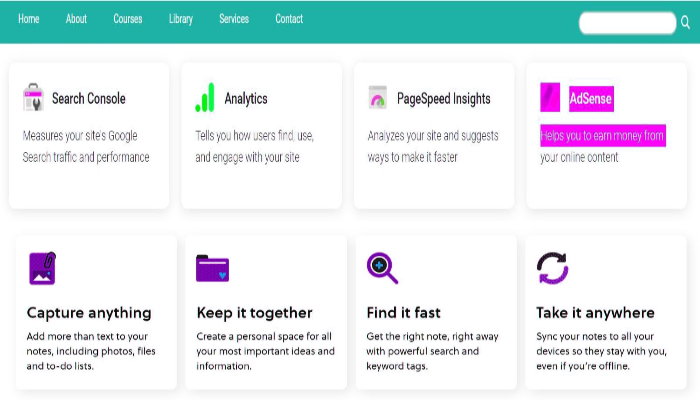 Home About Courses Library Services Contact
Search Console
Measures your site's Google
Search traffic and performance
Analytics
Tells you how users find, use,
and engage with your site
PageSpeed Insights
Analyzes your site and suggests
ways to make it faster
AdSense
Helps you to earn money from
your online content
Capture anything
Add more than text to your
notes, including photos, files
and to-do lists.
Keep it together
Create a personal space for all
your most important ideas and
information.
Find it fast
Get the right note, right away
with powerful search and
keyword tags.
Take it anywhere
Sync your notes to all your
devices so they stay with you,
even if you're offline.